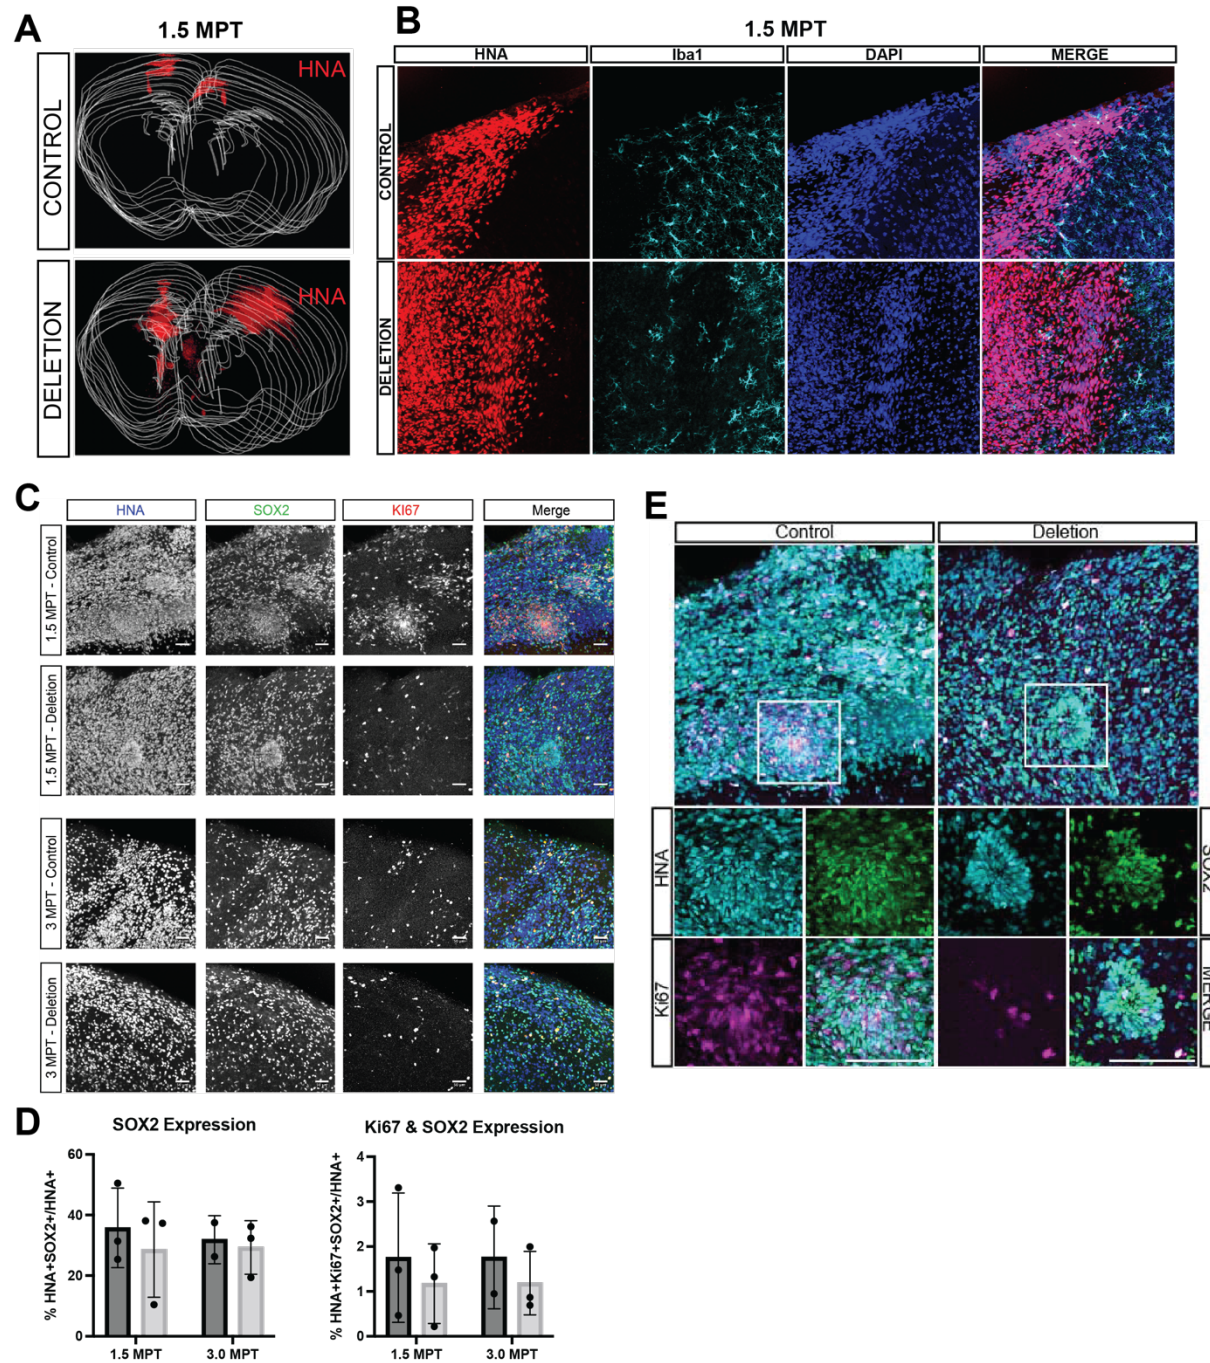 A
1.5 MPT
CONTROL
HNA
DELETION
HNA
B
1.5 MPT
HNA
Iba1
DAPI
MERGE
CONTROL
DELETION
C
HNA
SOX2
KI67
Merge
1.5 MPT - Control
1.5 MPT - Deletion
3 MPT - Control
3 MPT - Deletion
D
SOX2 Expression
% HNA+SOX2+/HNA+
60
40
20
0
1.5 MPT
3.0 MPT
Ki67 & SOX2 Expression
% HNA+Ki67+SOX2+/HNA+
4
3
2
1
0
1.5 MPT
3.0 MPT
E
Control
Deletion
HNA
SOX2
Ki67
MERGE